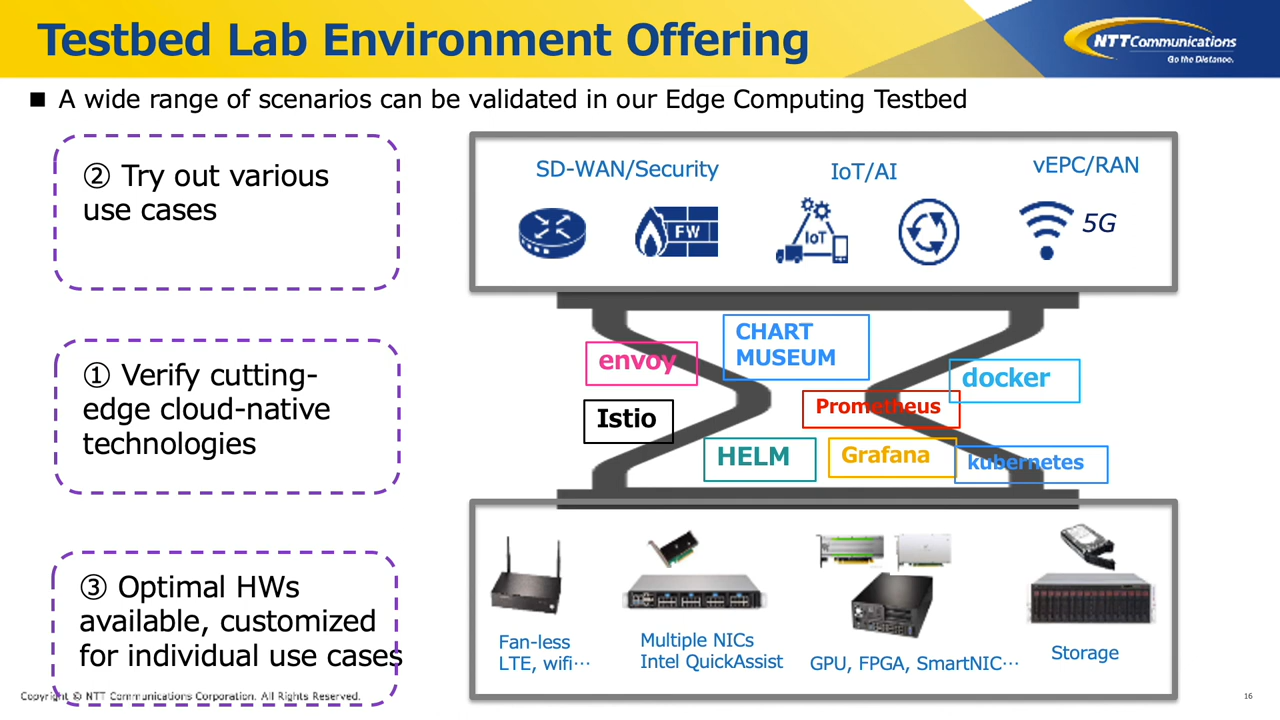 Testbed Lab Environment Offering
NTT Communications
Go the Distance.
■ A wide range of scenarios can be validated in our Edge Computing Testbed
② Try out various
use cases
SD-WAN/Security
IoT/AI
vEPC/RAN
FW
IoT
5G
① Verify cutting-
edge cloud-native
technologies
envoy
CHART
MUSEUM
docker
Istio
Prometheus
HELM
Grafana
kubernetes
③ Optimal HWs
available, customized
for individual use cases
Fan-less
LTE, wifi…
Multiple NICs
Intel QuickAssist
GPU, FPGA, SmartNIC…
Storage
Copyright © NTT Communications Corporation. All Rights Reserved.
16